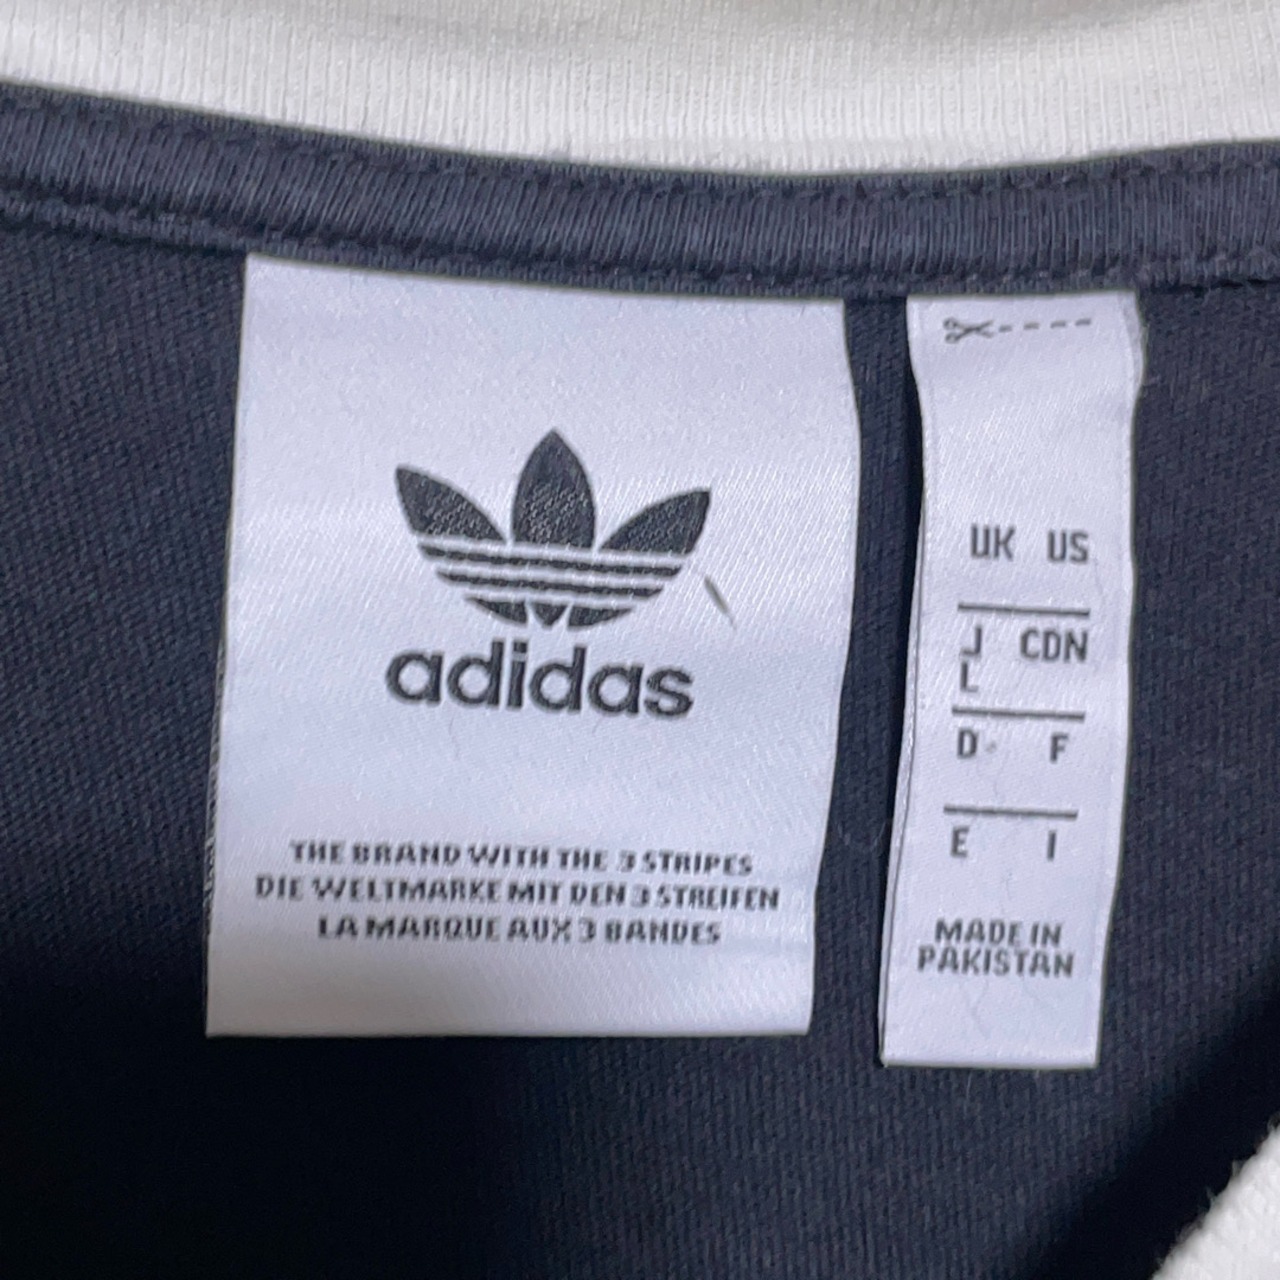 adidas
THE BRAND WITH THE 3 STRIPES
DIE WELTMARKE MIT DEN 3 STREIFEN
LA MARQUE AUX 3 BANDES
UK US
J CDN
L
D F
E I
MADE IN
PAKISTAN